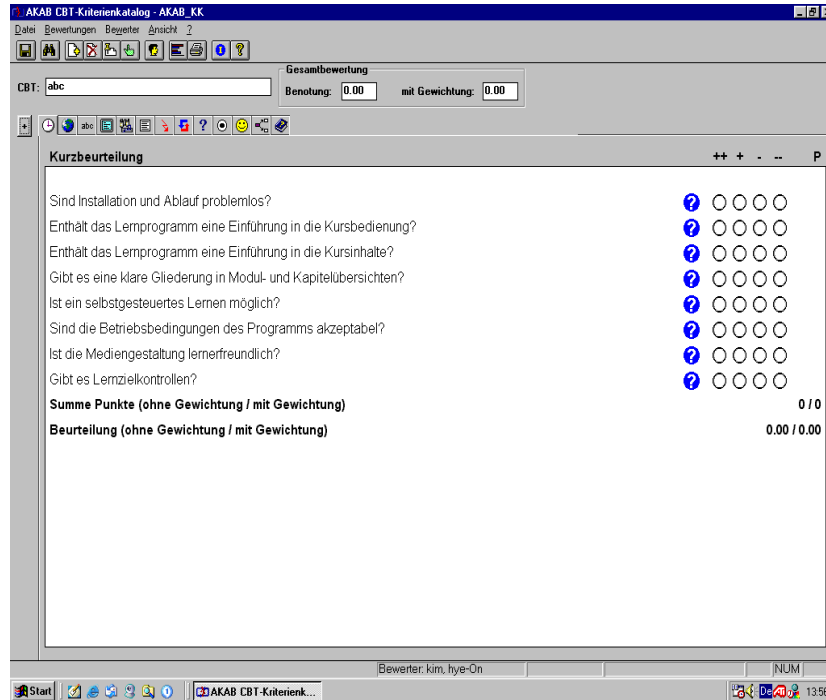 AKAB CBT-Kriterienkatalog - AKAB_KK
Datei Bewertungen Bewerter Ansicht ?
Gesamtbewertung
CBT: abc Benotung: 0.00 mit Gewichtung: 0.00
+ abc ?
Kurzbeurteilung ++ + - -- P
Sind Installation und Ablauf problemlos? ?
Enthält das Lernprogramm eine Einführung in die Kursbedienung? ?
Enthält das Lernprogramm eine Einführung in die Kursinhalte? ?
Gibt es eine klare Gliederung in Modul- und Kapitelübersichten? ?
Ist ein selbstgesteuertes Lernen möglich? ?
Sind die Betriebsbedingungen des Programms akzeptabel? ?
Ist die Mediengestaltung lernerfreundlich? ?
Gibt es Lernzielkontrollen? ?
Summe Punkte (ohne Gewichtung / mit Gewichtung) 0 / 0
Beurteilung (ohne Gewichtung / mit Gewichtung) 0.00 / 0.00
Bewerter: kim, hye-On NUM
Start AKAB CBT-Kriterienk... De